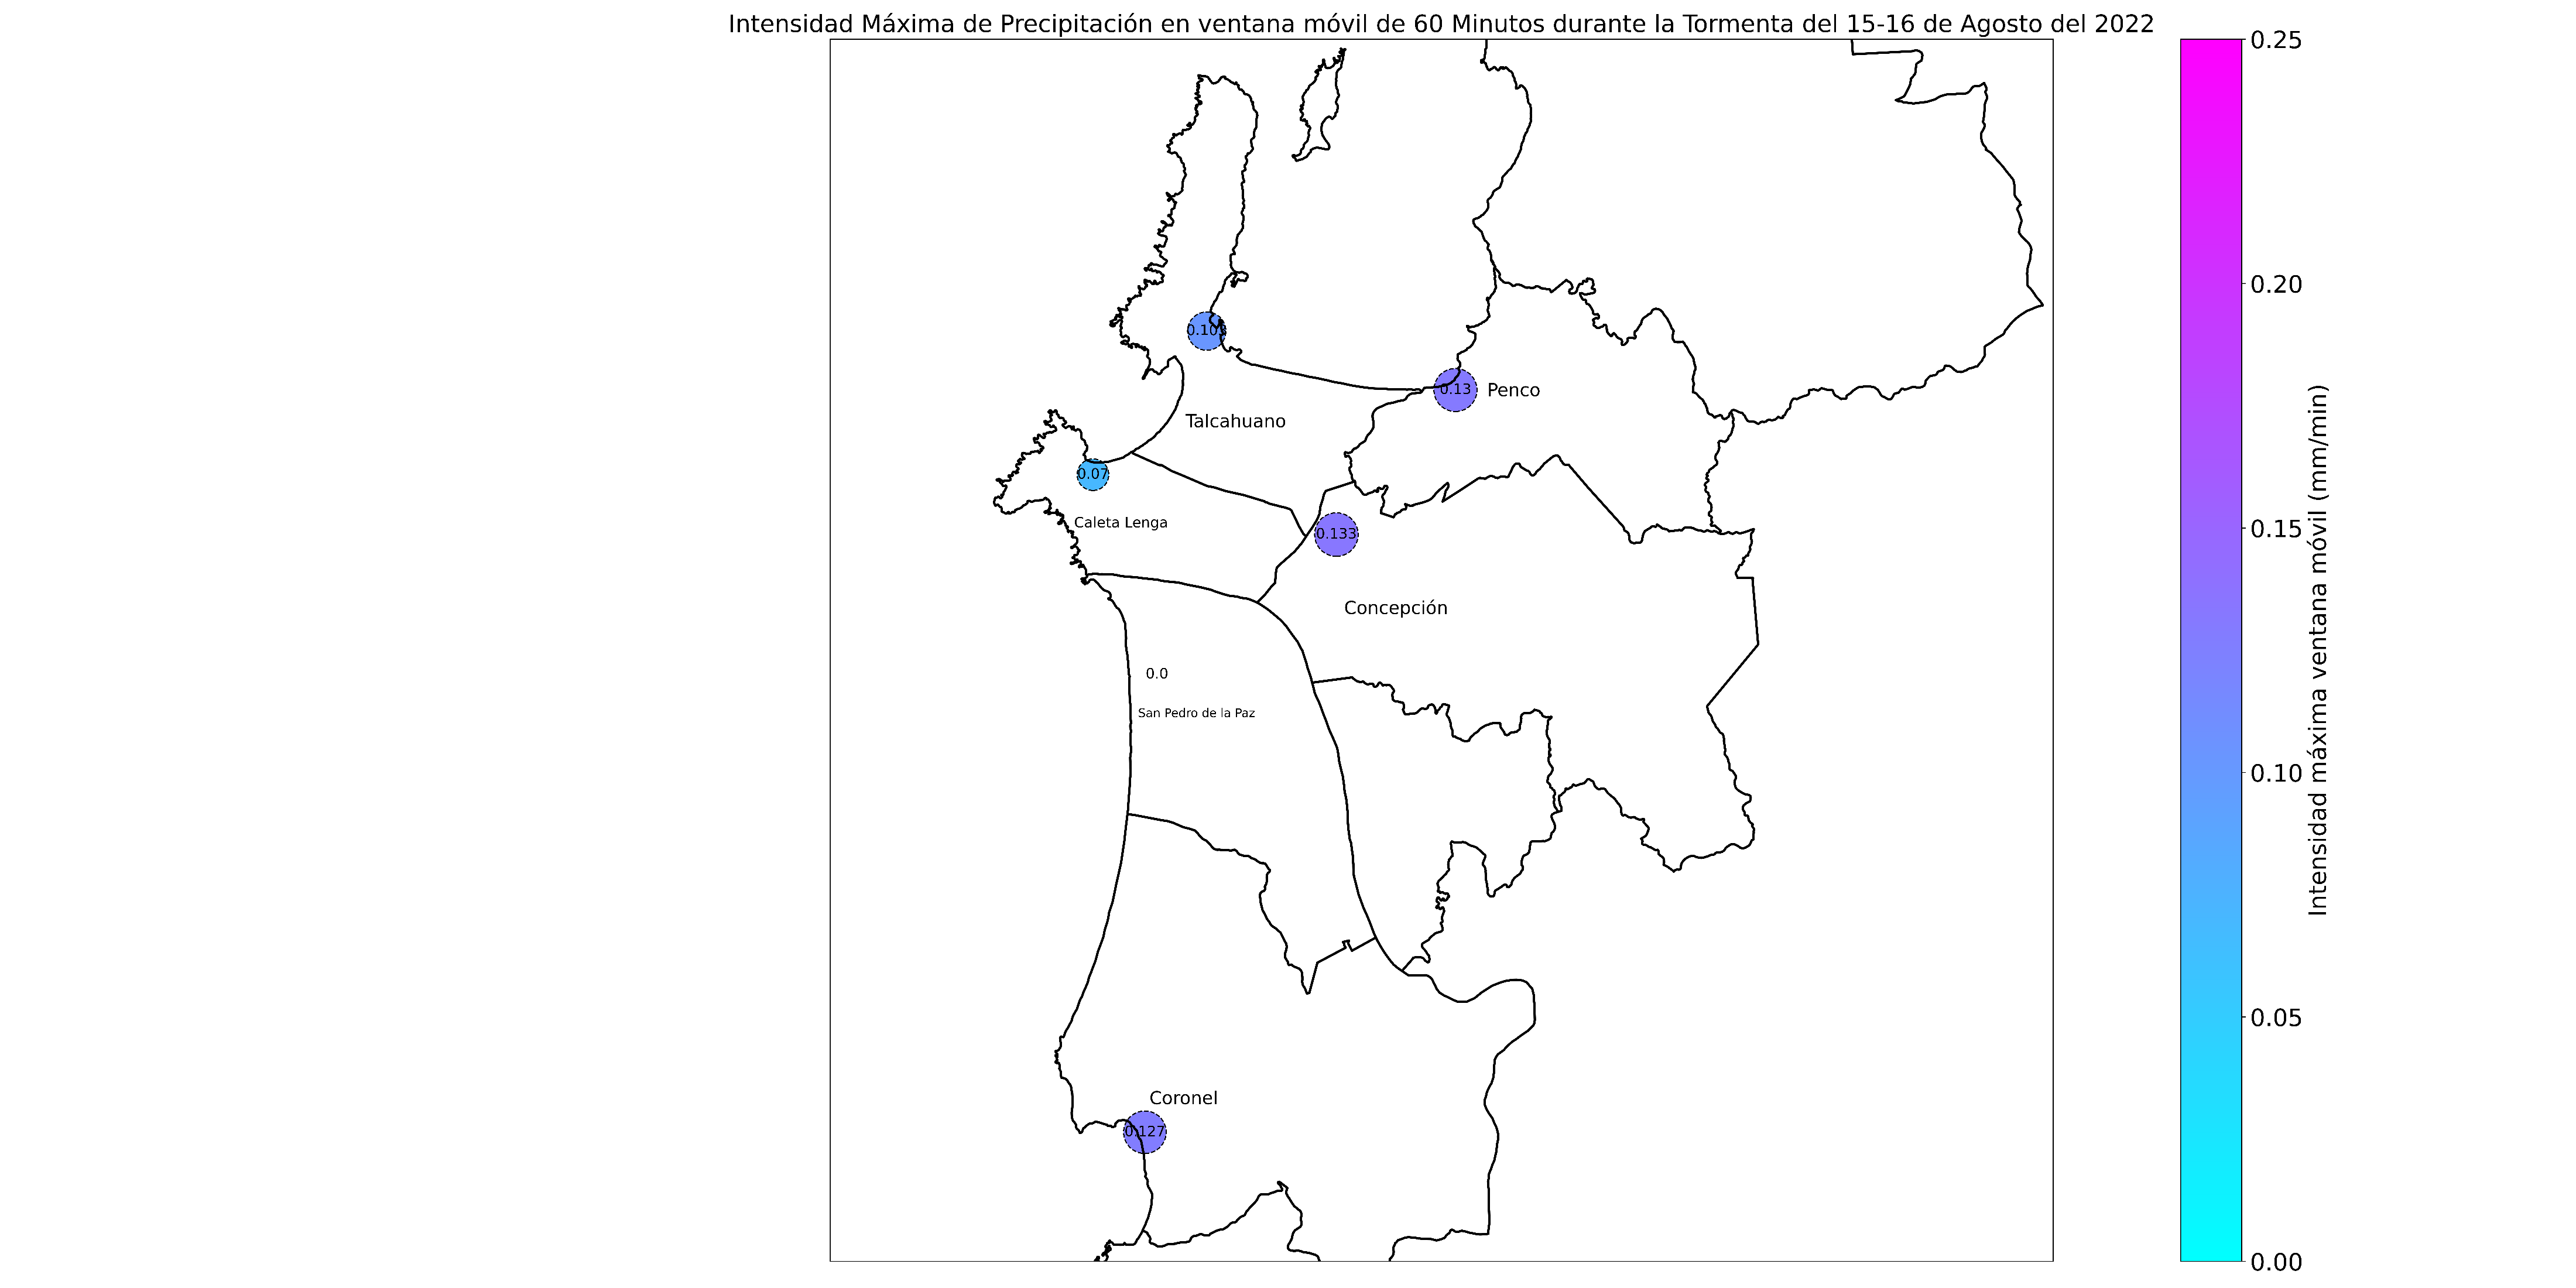 Intensidad Máxima de Precipitación en ventana móvil de 60 Minutos durante la Tormenta del 15-16 de Agosto del 2022
0.25
0.20
0.13
Penco
Talcahuano
0.07
Caleta Lenga
0.133
0.15
Concepción
0.0
San Pedro de la Paz
0.10
Intensidad máxima ventana móvil (mm/min)
0.05
Coronel
0.127
0.00